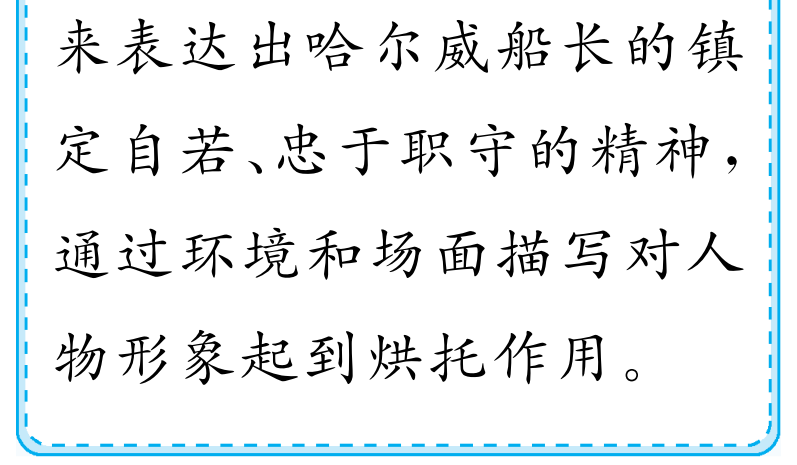 来表达出哈尔威船长的镇
定自若、忠于职守的精神，
通过环境和场面描写对人
物形象起到烘托作用。